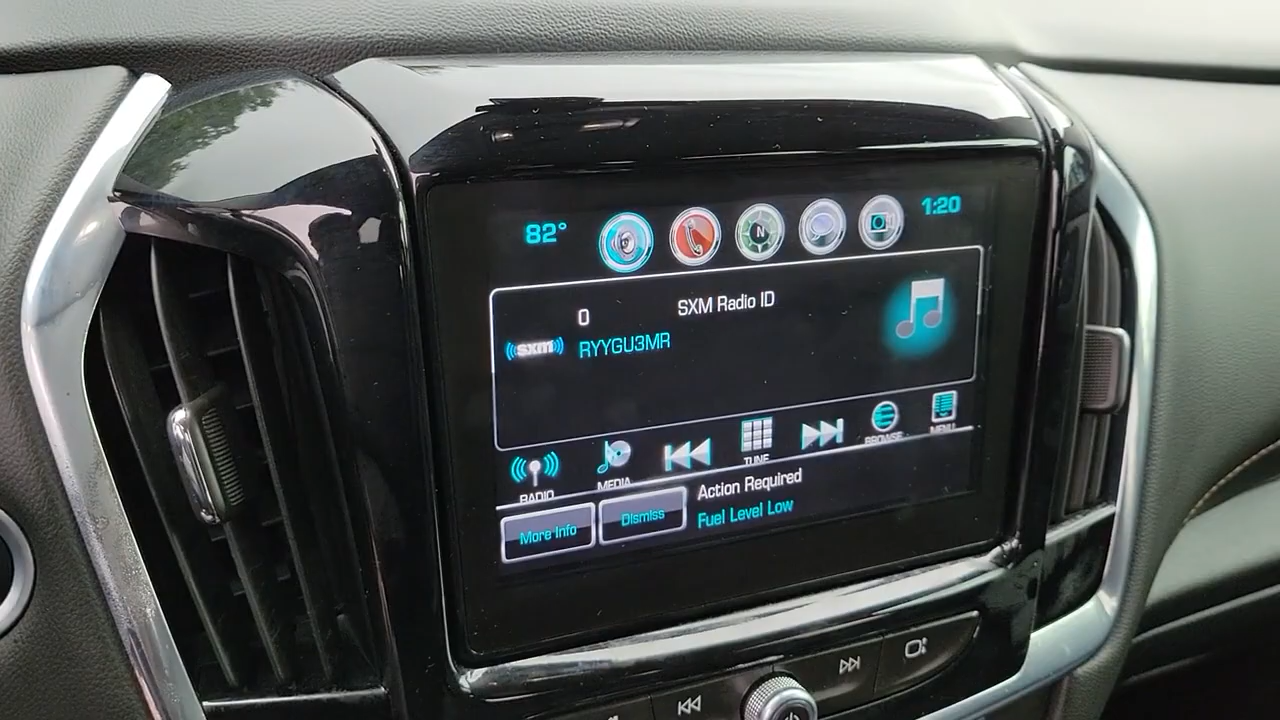 82°
N
1:20
0
SXM Radio ID
((sxm))
RYYGU3MR
RADIO
MEDIA
TUNE
BROWSE
MENU
More Info
Dismiss
Action Required
Fuel Level Low